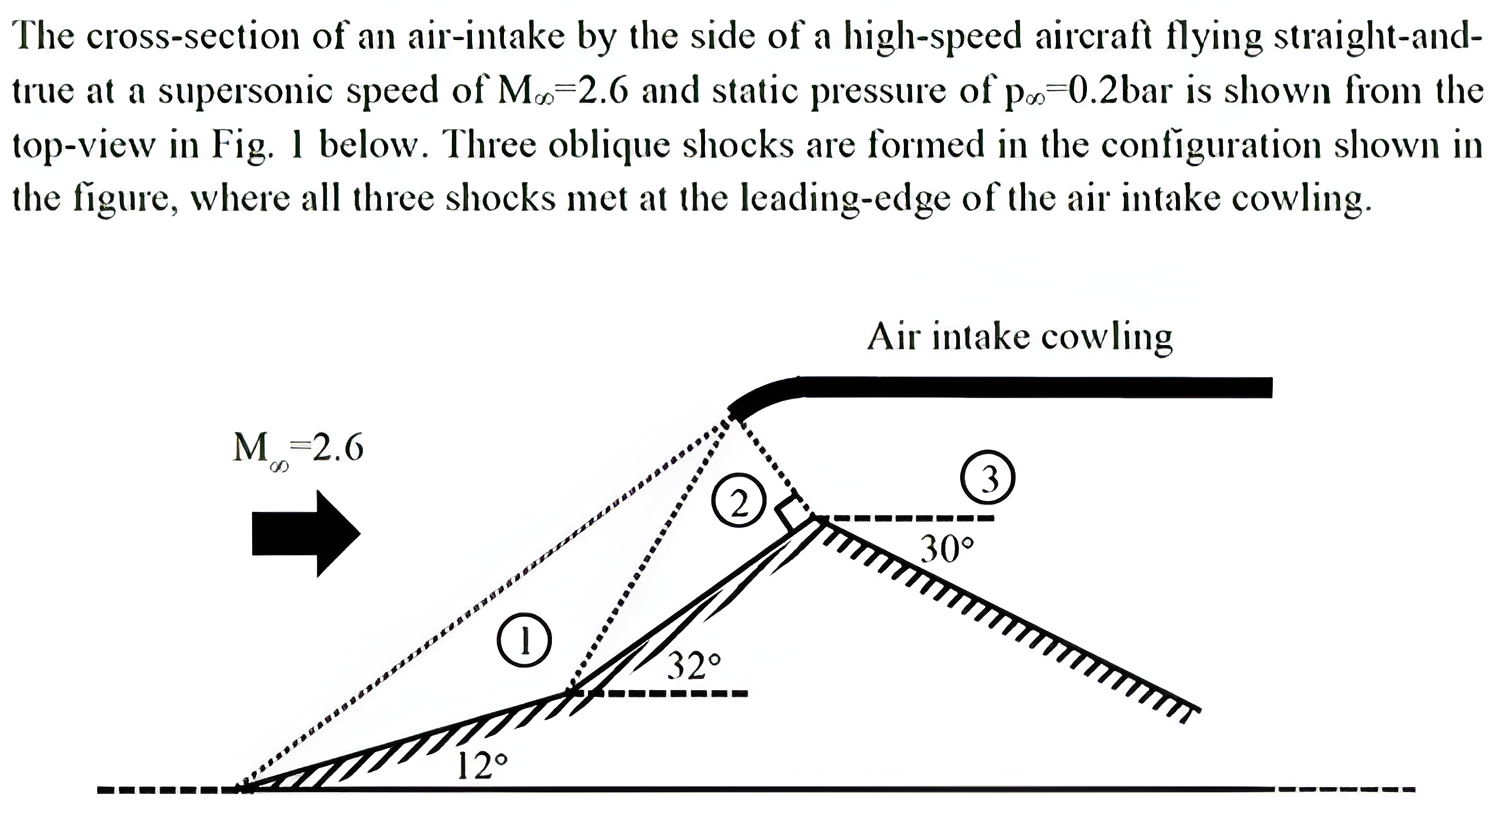 The cross-section of an air-intake by the side of a high-speed aircraft flying straight-and-
true at a supersonic speed of M∞=2.6 and static pressure of p∞=0.2bar is shown from the
top-view in Fig. 1 below. Three oblique shocks are formed in the configuration shown in
the figure, where all three shocks met at the leading-edge of the air intake cowling.
Air intake cowling
M∞=2.6
3
2
30°
1
32°
12°